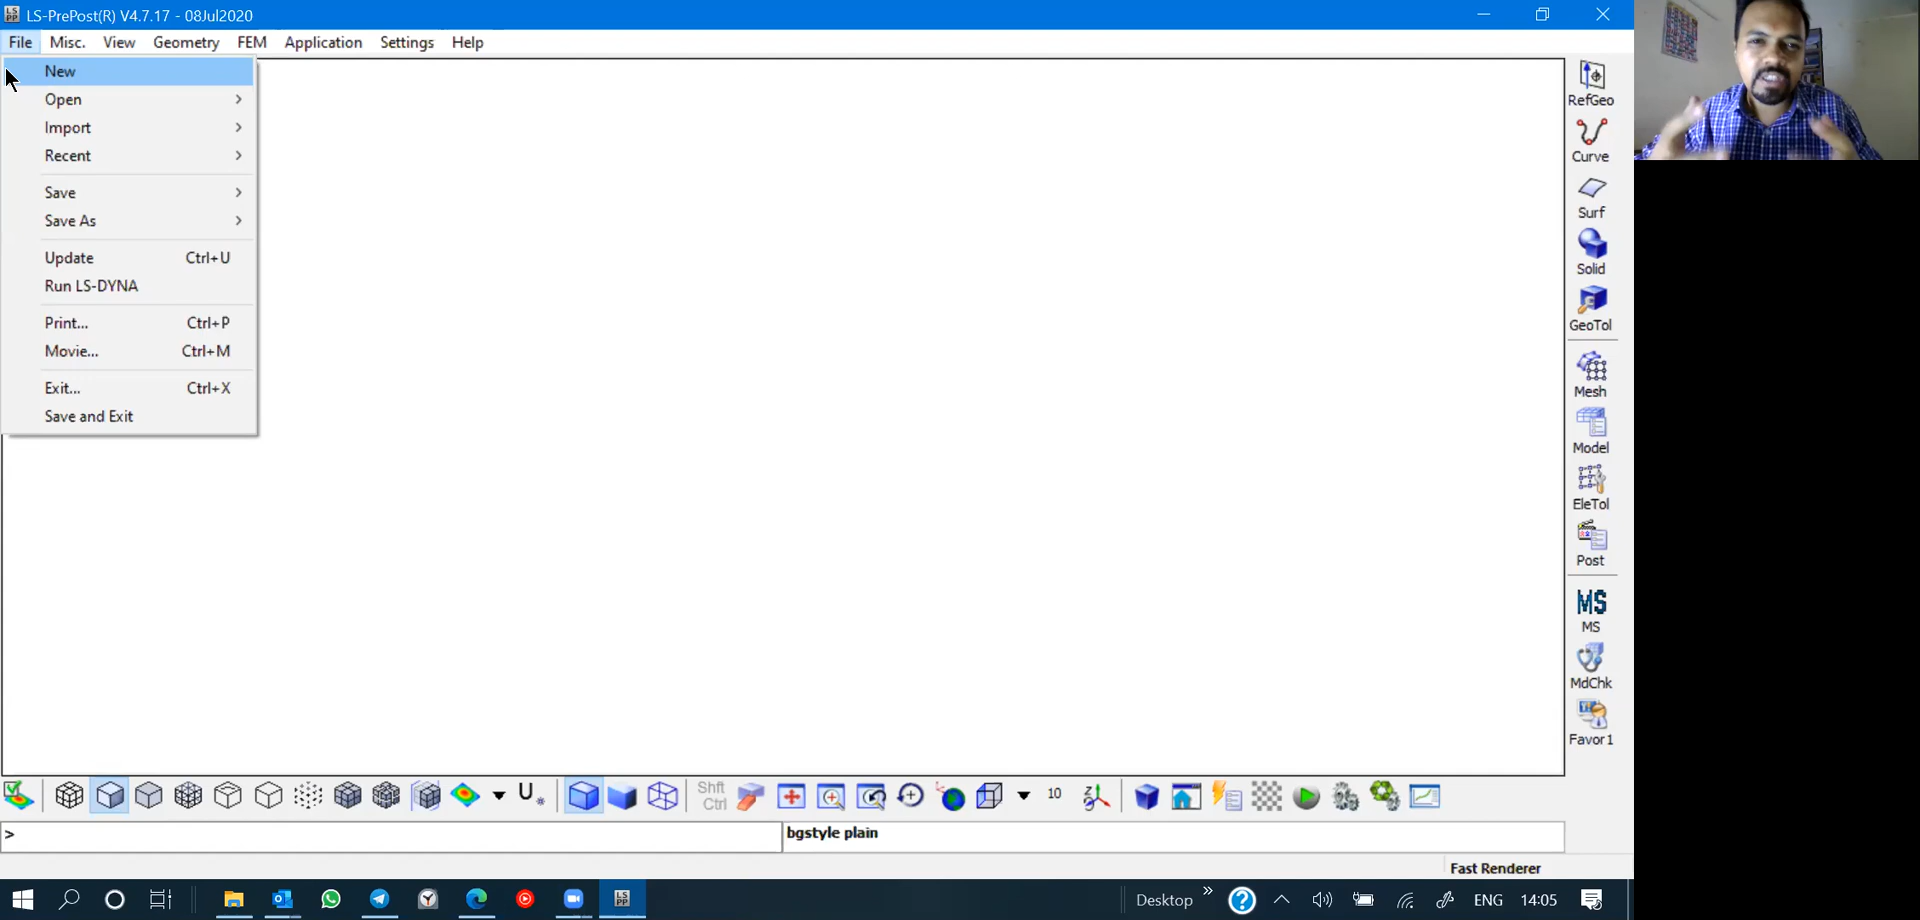 LS-PrePost(R) V4.7.17 - 08Jul2020
File Misc. View Geometry FEM Application Settings Help
New
Open
Import
Recent
Save
Save As
Update Ctrl+U
Run LS-DYNA
Print... Ctrl+P
Movie... Ctrl+M
Exit... Ctrl+X
Save and Exit
RefGeo
Curve
Surf
Solid
GeoTol
Mesh
Model
EleTol
Post
MS
MS
MdChk
Favor1
Shft
Ctrl
10
> bgstyle plain
Fast Renderer
Desktop ENG 14:05